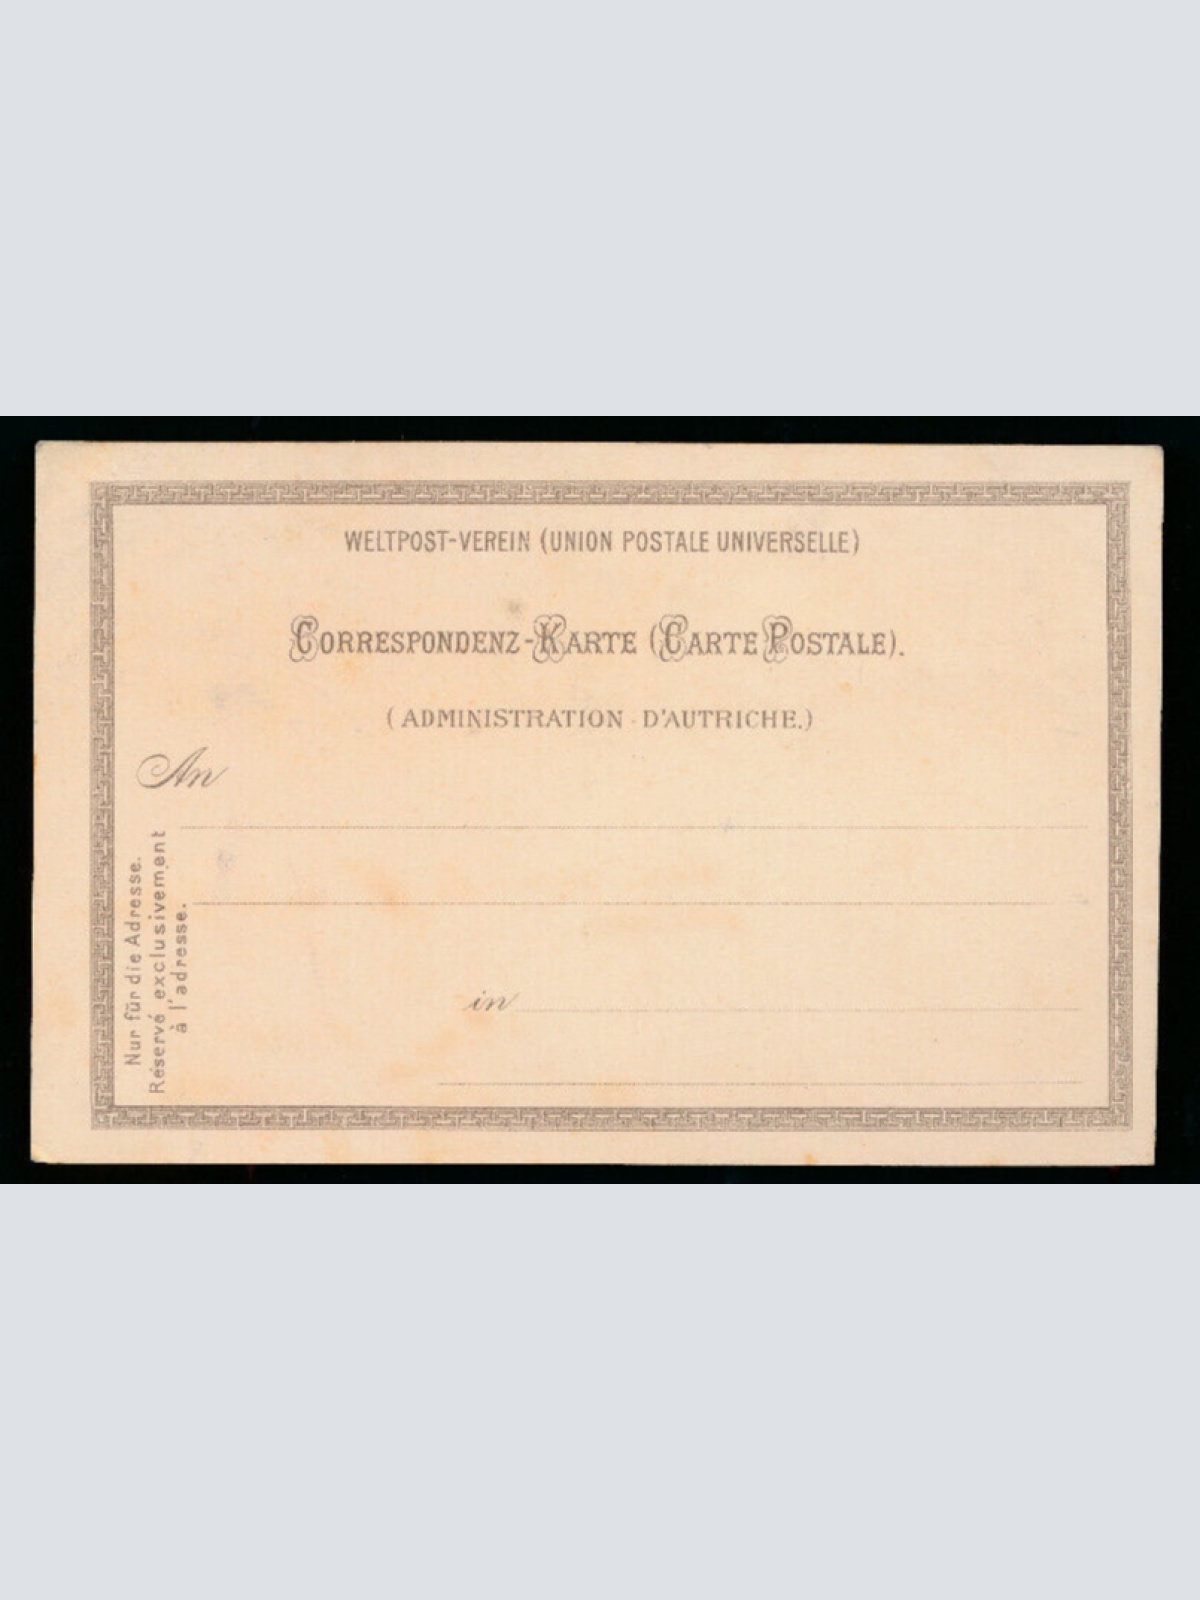 WELTPOST-VEREIN (UNION POSTALE UNIVERSELLE)
CORRESPONDENZ-KARTE (CARTE POSTALE).
(ADMINISTRATION D'AUTRICHE.)
An
Nur für die Adresse.
Réservé exclusivement
à l'adresse.
in